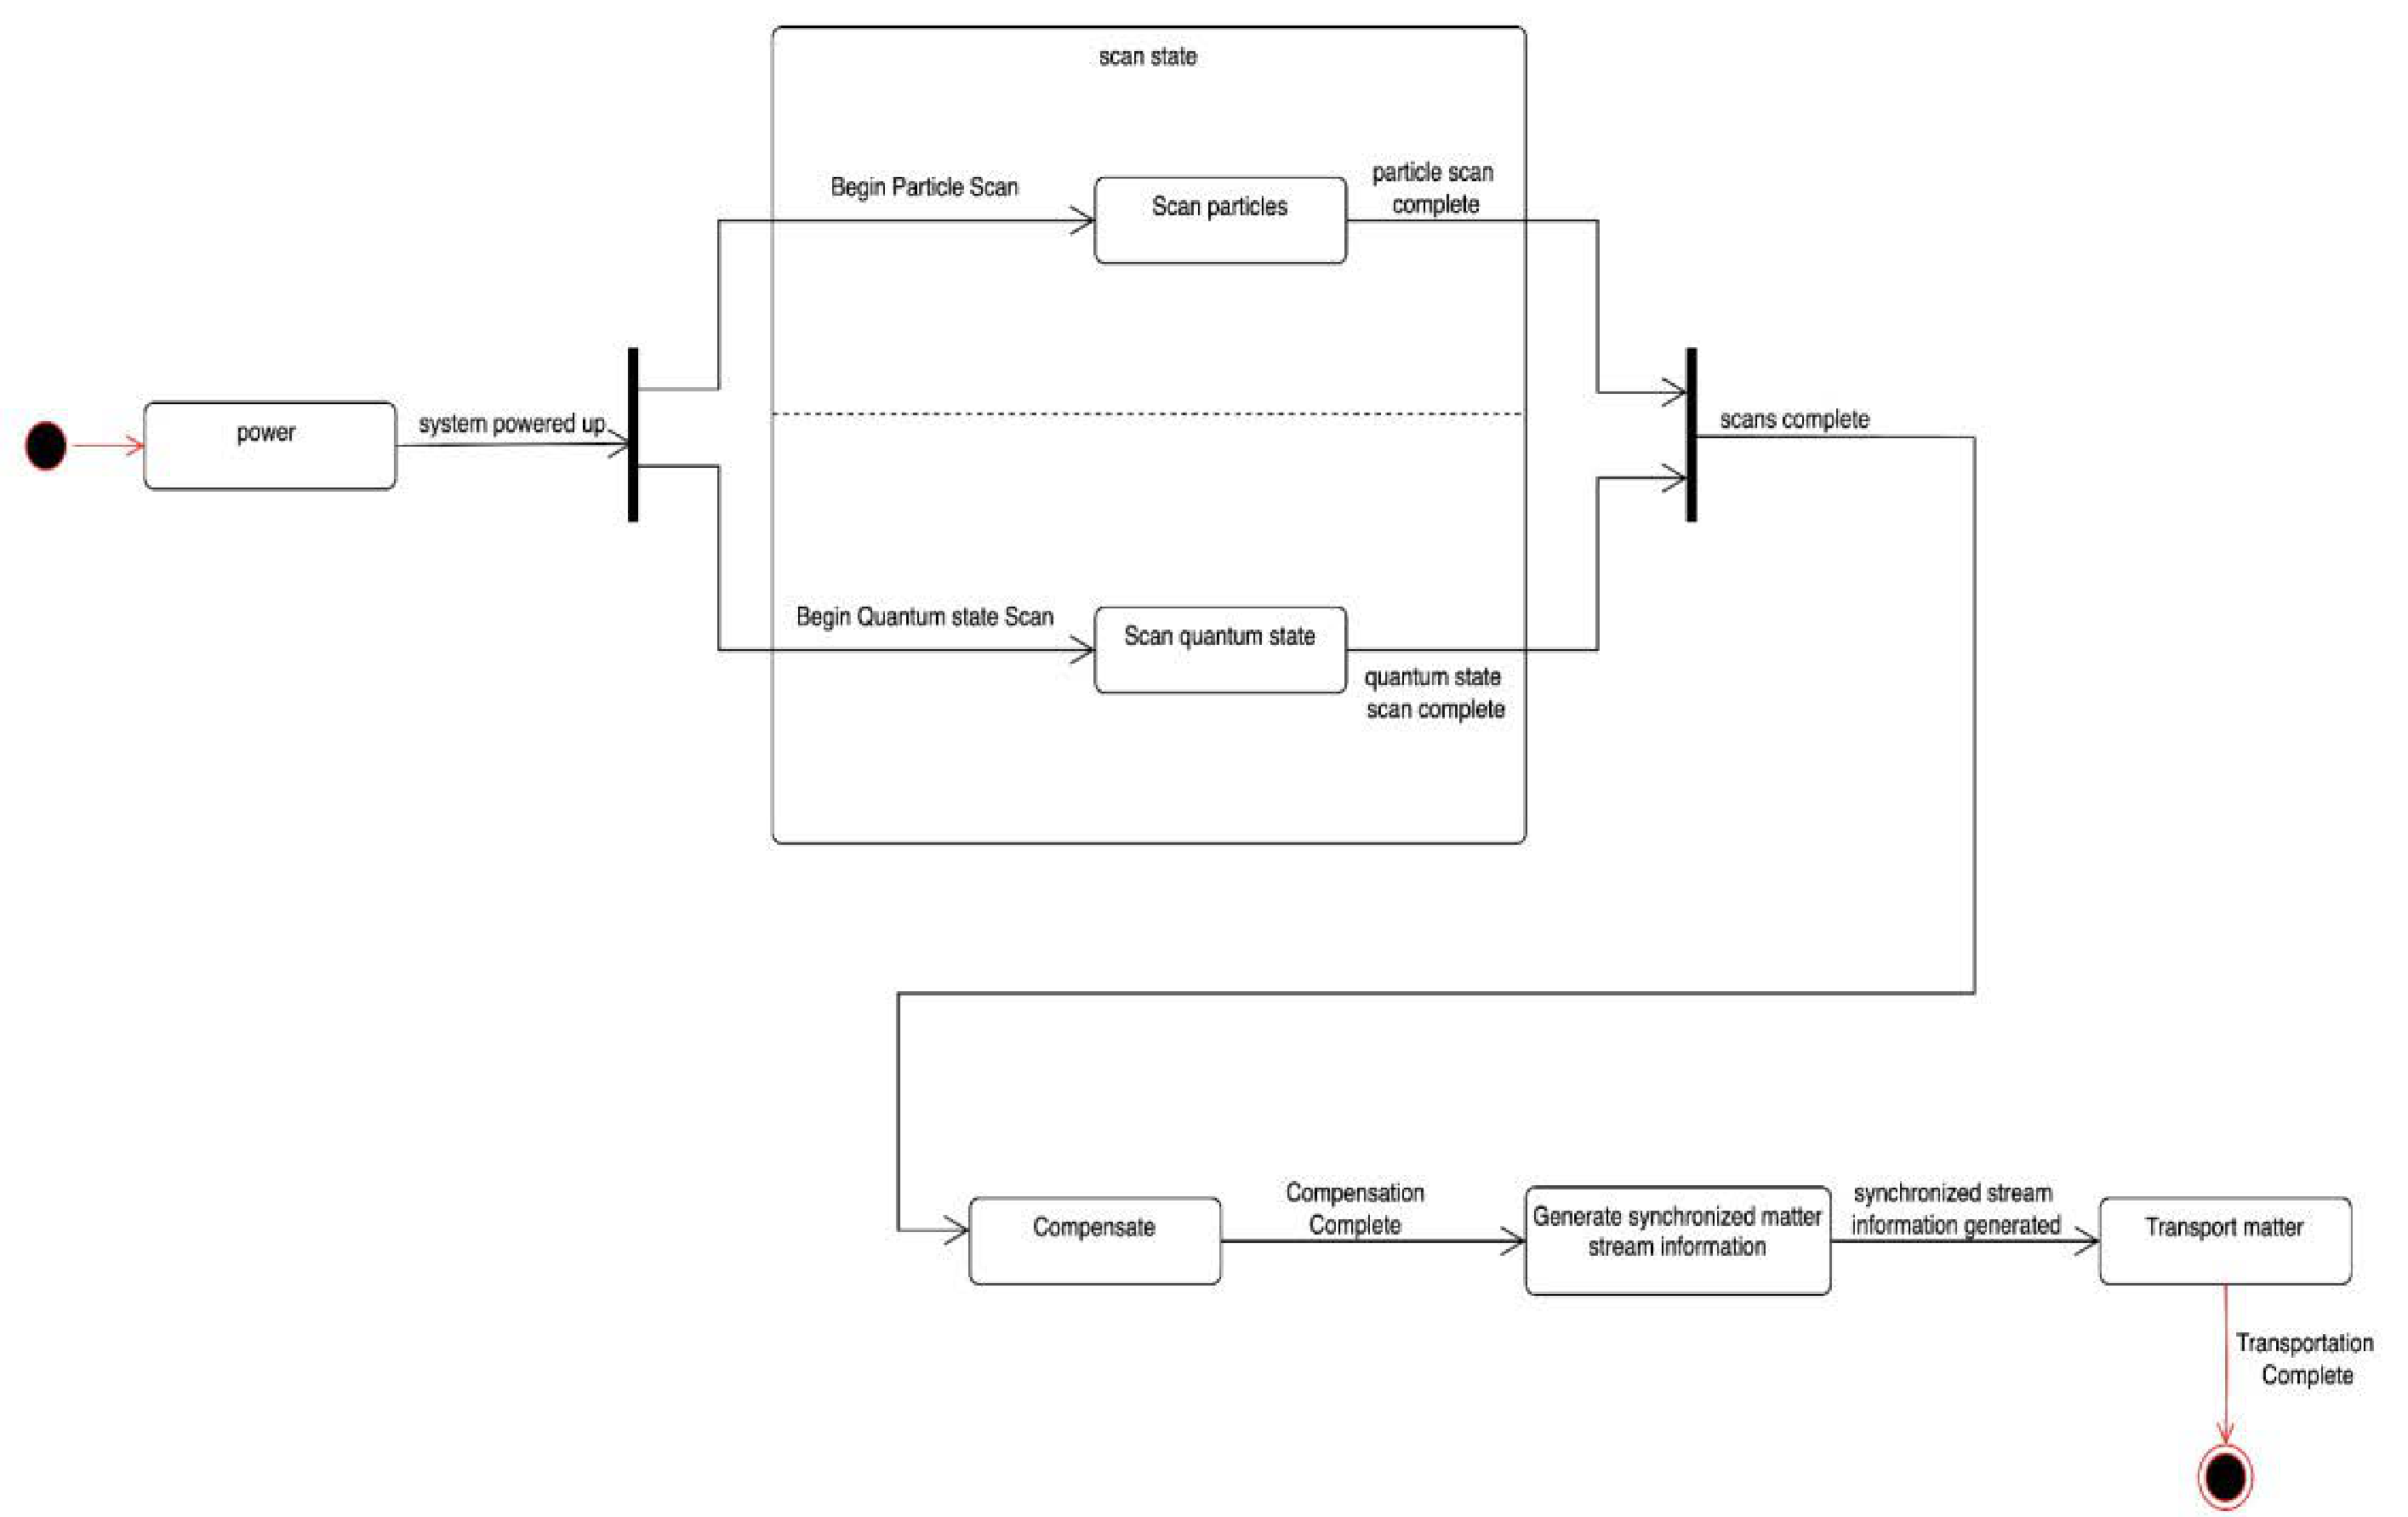 scan state
Begin Particle Scan
Scan particles
particle scan
complete
power
system powered up
scans complete
Begin Quantum state Scan
Scan quantum state
quantum state
scan complete
Compensate
Compensation
Complete
Generate synchronized matter
stream information
synchronized stream
information generated
Transport matter
Transportation
Complete